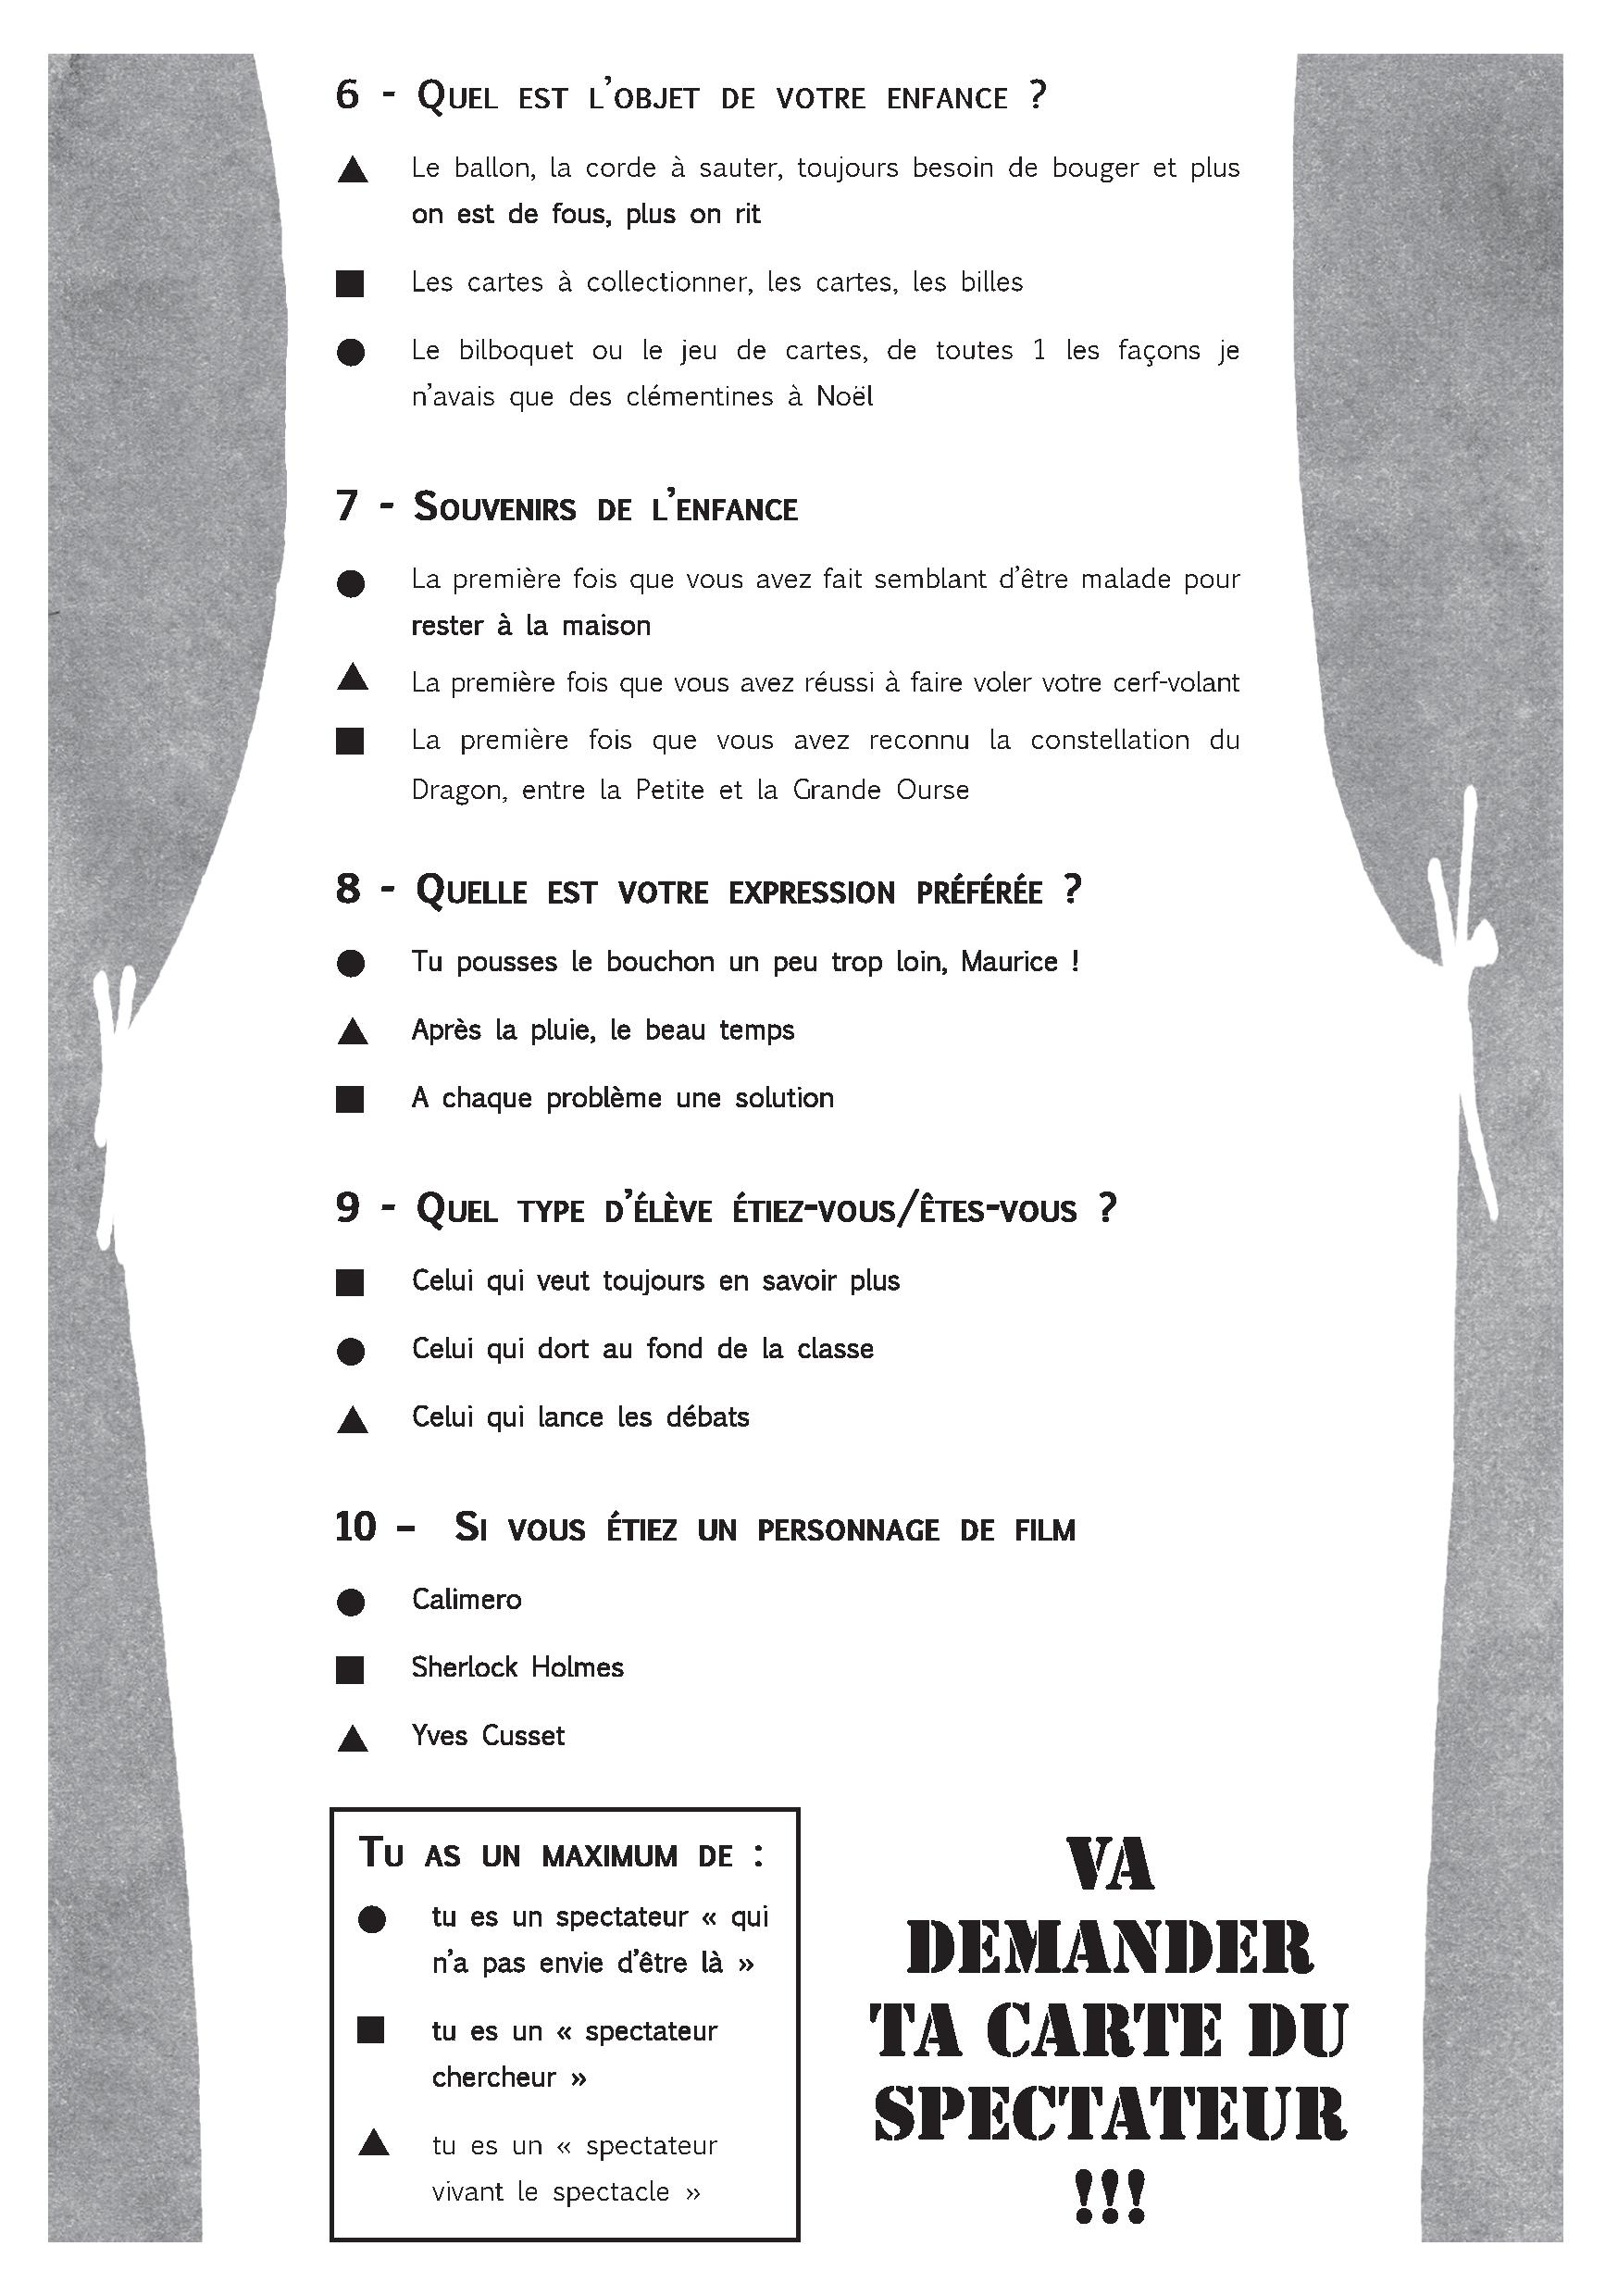 6 - Quel est l'objet de votre enfance ?
▲ Le ballon, la corde à sauter, toujours besoin de bouger et plus
on est de fous, plus on rit
■ Les cartes à collectionner, les cartes, les billes
● Le bilboquet ou le jeu de cartes, de toutes 1 les façons je
n'avais que des clémentines à Noël
7 - Souvenirs de l'enfance
● La première fois que vous avez fait semblant d'être malade pour
rester à la maison
▲ La première fois que vous avez réussi à faire voler votre cerf-volant
■ La première fois que vous avez reconnu la constellation du
Dragon, entre la Petite et la Grande Ourse
8 - Quelle est votre expression préférée ?
● Tu pousses le bouchon un peu trop loin, Maurice !
▲ Après la pluie, le beau temps
■ A chaque problème une solution
9 - Quel type d'élève étiez-vous/êtes-vous ?
■ Celui qui veut toujours en savoir plus
● Celui qui dort au fond de la classe
▲ Celui qui lance les débats
10 – Si vous étiez un personnage de film
● Calimero
■ Sherlock Holmes
▲ Yves Cusset
Tu as un maximum de :
● tu es un spectateur « qui
n'a pas envie d'être là »
■ tu es un « spectateur
chercheur »
▲ tu es un « spectateur
vivant le spectacle »
VA
DEMANDER
TA CARTE DU
SPECTATEUR
!!!